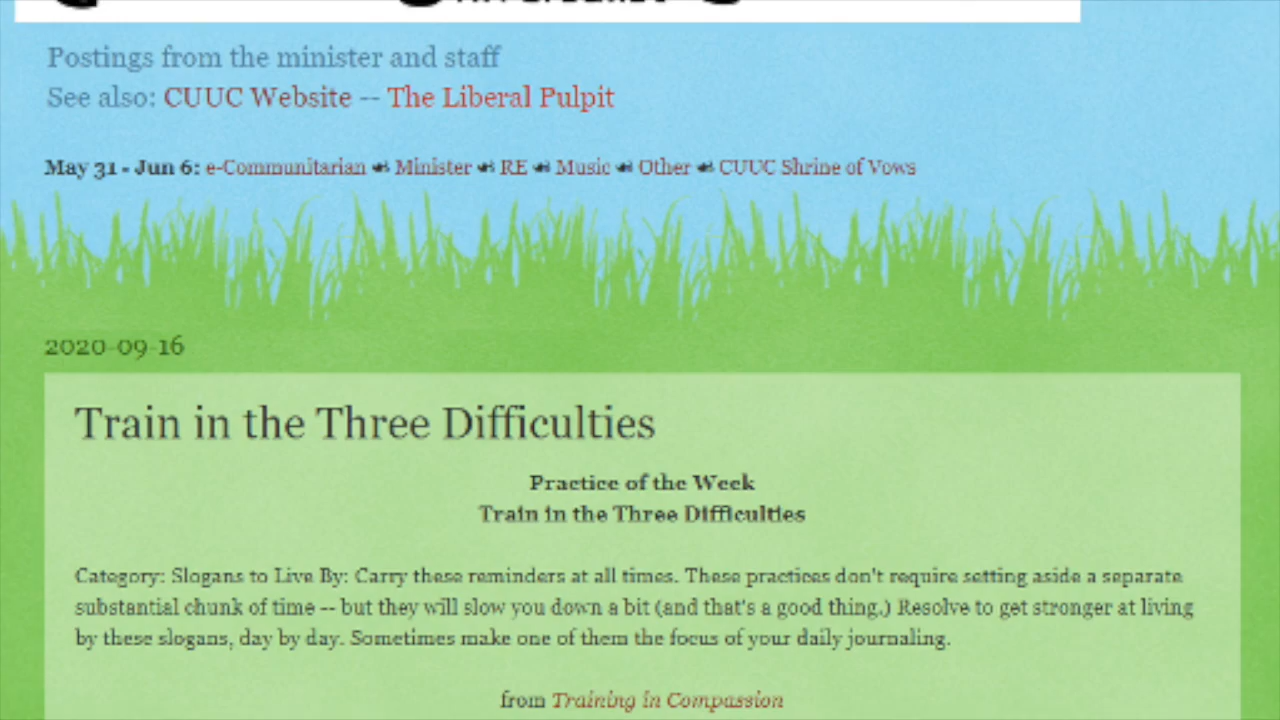 Postings from the minister and staff
See also: CUUC Website -- The Liberal Pulpit
May 31 - Jun 6: e-Communitarian ☙ Minister ☙ RE ☙ Music ☙ Other ☙ CUUC Shrine of Vows
2020-09-16
Train in the Three Difficulties
Practice of the Week
Train in the Three Difficulties
Category: Slogans to Live By: Carry these reminders at all times. These practices don't require setting aside a separate
substantial chunk of time -- but they will slow you down a bit (and that's a good thing.) Resolve to get stronger at living
by these slogans, day by day. Sometimes make one of them the focus of your daily journaling.
from Training in Compassion